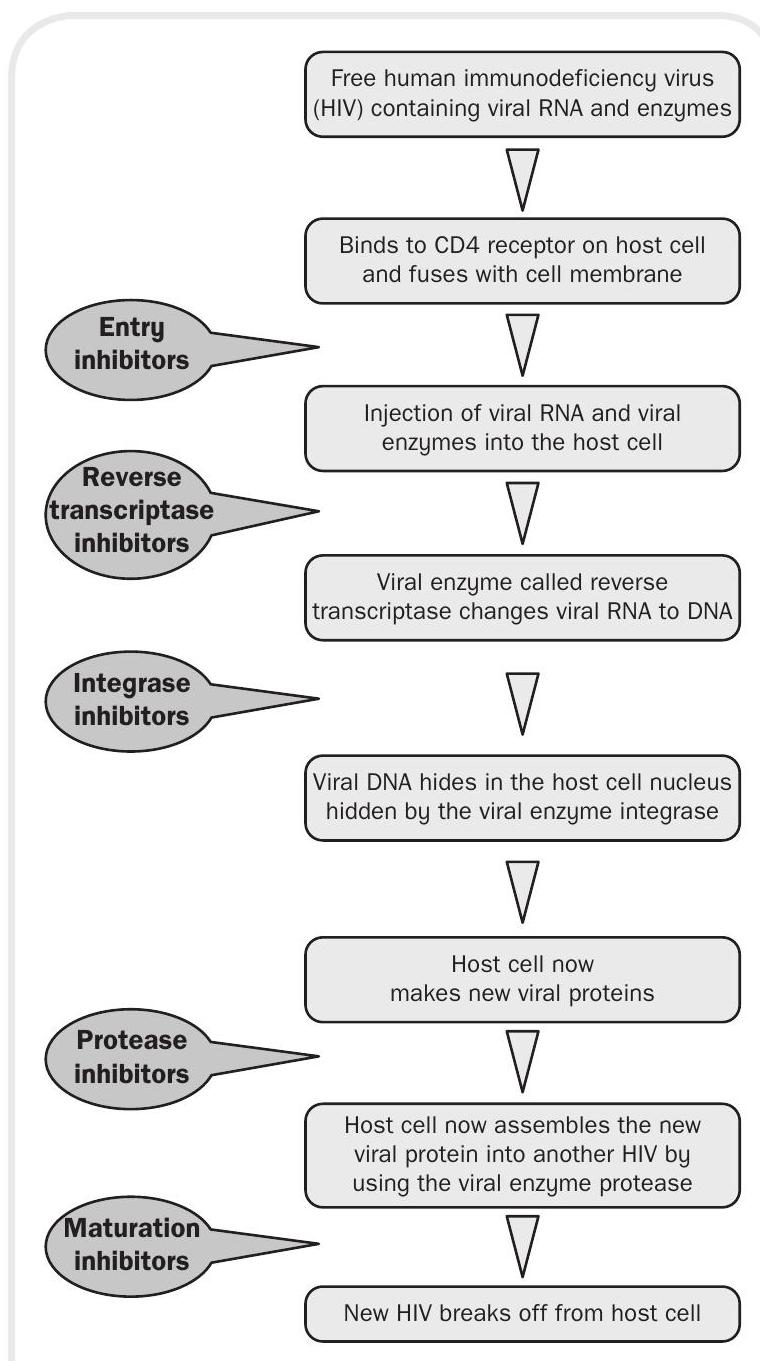 Free human immunodeficiency virus
(HIV) containing viral RNA and enzymes
Binds to CD4 receptor on host cell
and fuses with cell membrane
Entry
inhibitors
Injection of viral RNA and viral
enzymes into the host cell
Reverse
transcriptase
inhibitors
Viral enzyme called reverse
transcriptase changes viral RNA to DNA
Integrase
inhibitors
Viral DNA hides in the host cell nucleus
hidden by the viral enzyme integrase
Host cell now
makes new viral proteins
Protease
inhibitors
Host cell now assembles the new
viral protein into another HIV by
using the viral enzyme protease
Maturation
inhibitors
New HIV breaks off from host cell